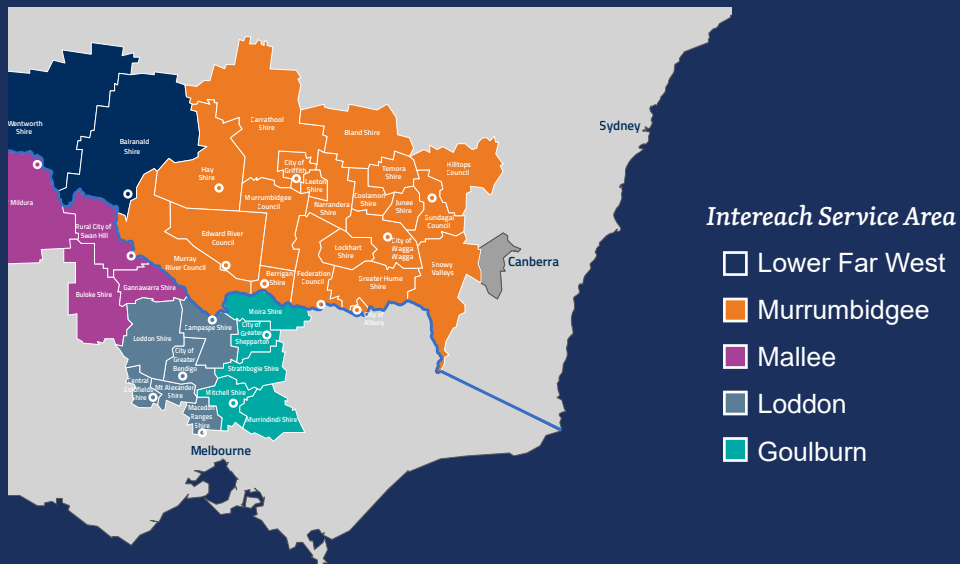 Wentworth
Shire
Balranald
Shire
Carrathool
Shire
Bland Shire
Sydney
Hay
Shire
City of
Griffith
Leeton
Shire
Temora
Shire
Hilltops
Council
Mildura
Murrumbidgee
Council
Narrandera
Shire
Coolamon
Shire
Junee
Shire
Gundagai
Council
Rural City of
Swan Hill
Edward River
Council
Lockhart
Shire
City of
Wagga
Wagga
Canberra
Murray
River Council
Berrigan
Shire
Federation
Council
Greater Hume
Shire
Snowy
Valleys
Buloke Shire
Gannawarra Shire
Moira Shire
City of
Albury
Loddon Shire
Campaspe Shire
City of
Greater
Shepparton
City of
Greater
Bendigo
Strathbogie Shire
Central
Goldfields
Shire
Mt Alexander
Shire
Mitchell Shire
Macedon
Ranges
Shire
Murrindindi Shire
Melbourne
Intereach Service Area
Lower Far West
Murrumbidgee
Mallee
Loddon
Goulburn